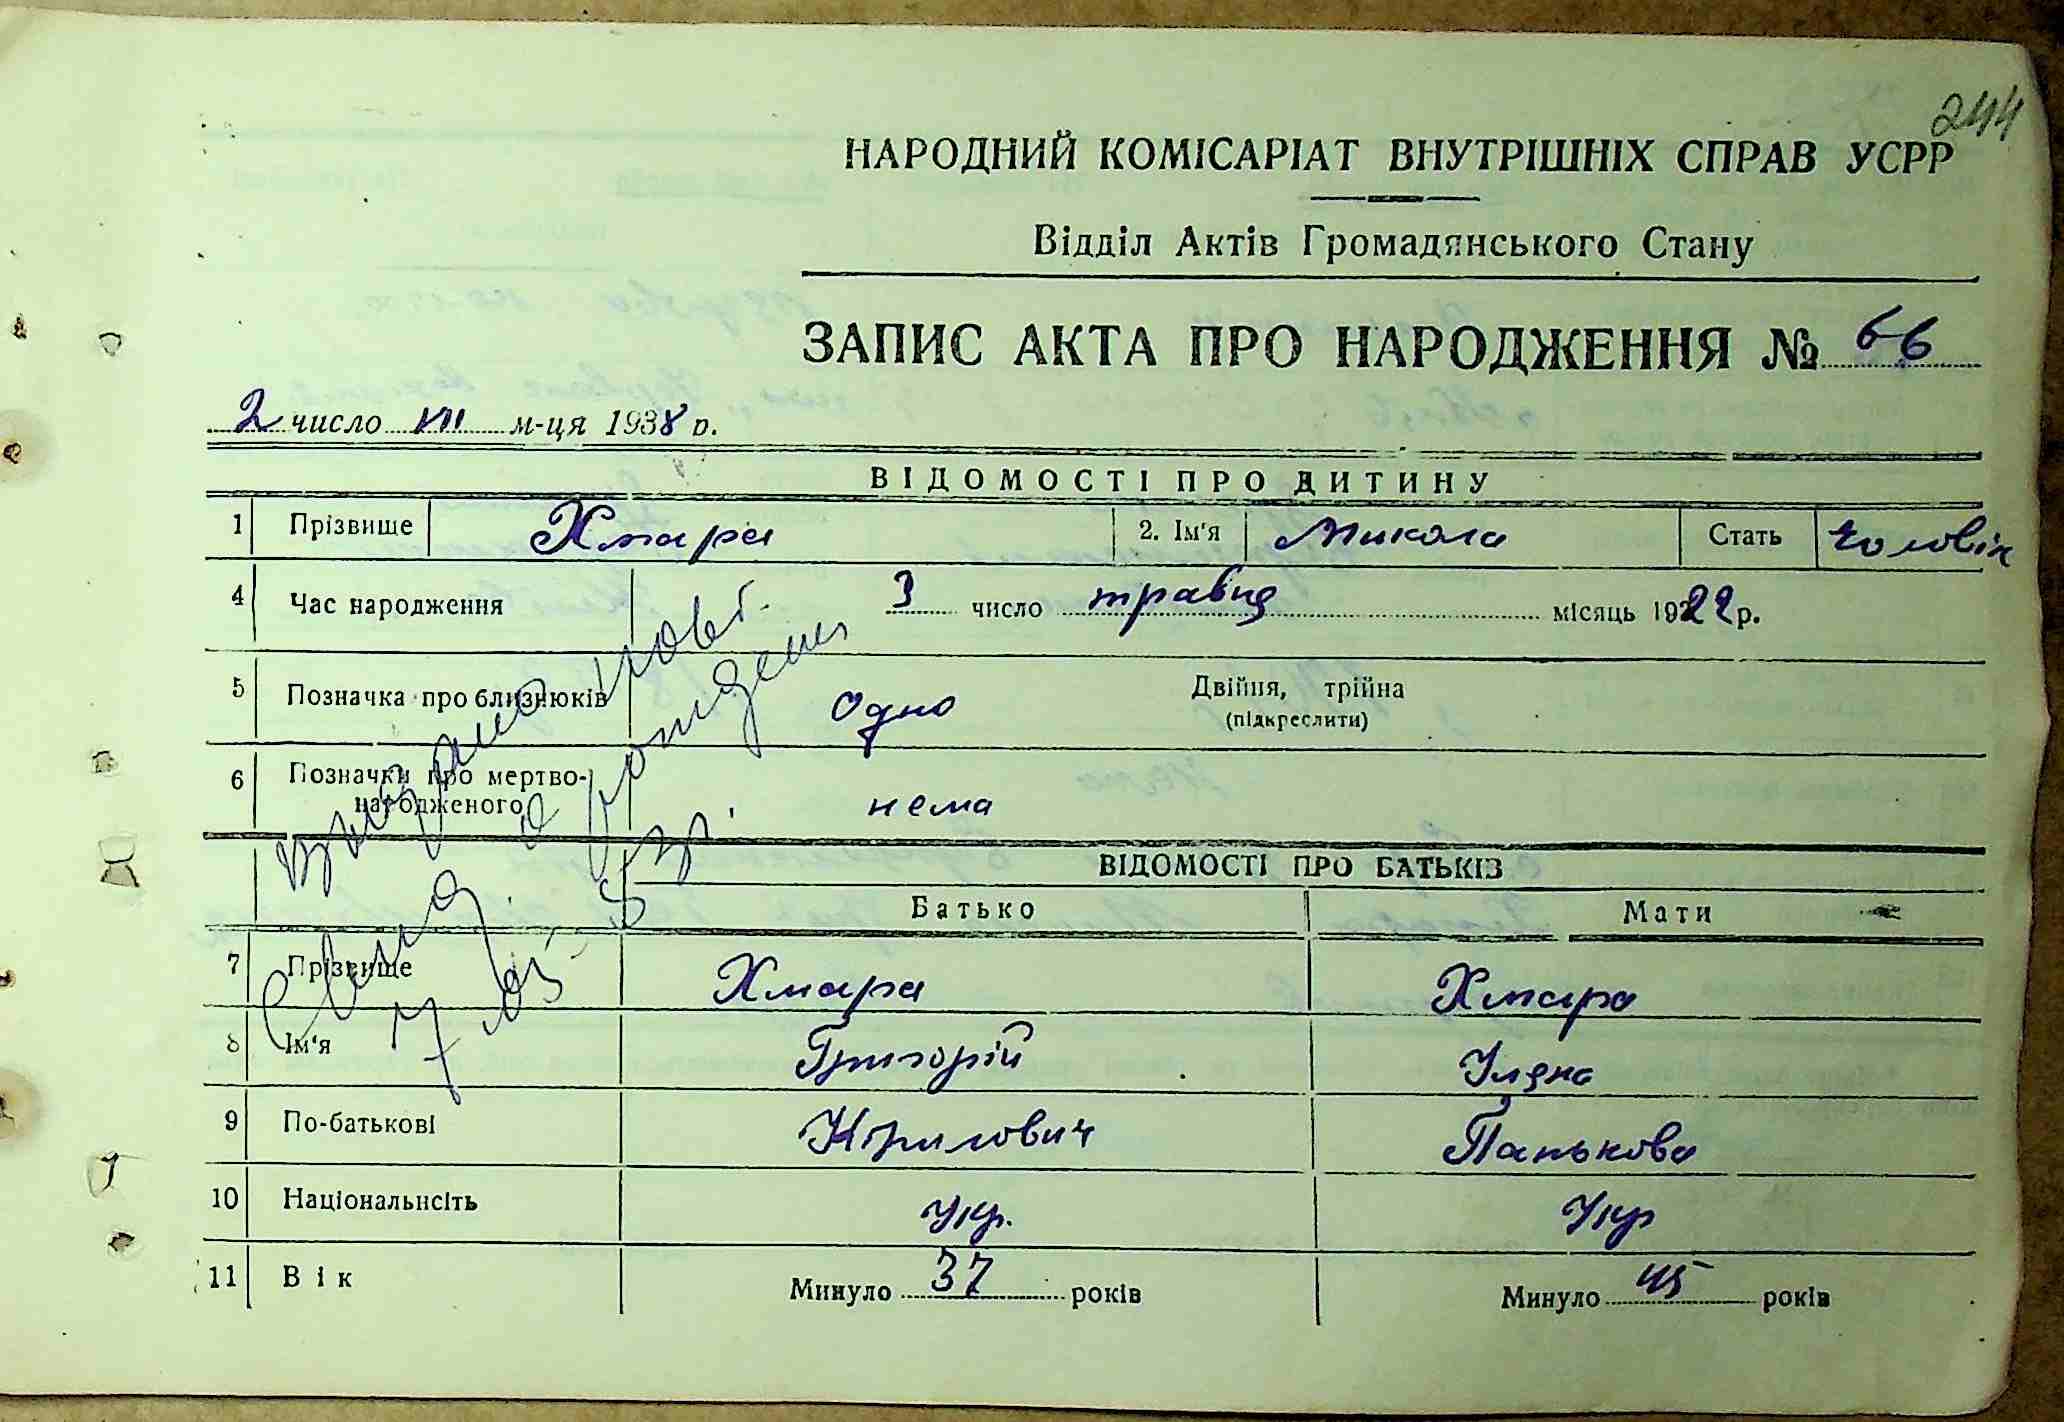 244
НАРОДНИЙ КОМІСАРІАТ ВНУТРІШНІХ СПРАВ УСРР
Відділ Актів Громадянського Стану
ЗАПИС АКТА ПРО НАРОДЖЕННЯ № 66
2 число VIII м-ця 1938 р.
ВІДОМОСТІ ПРО ДИТИНУ
1 Прізвище Хмара 2. Ім'я Микола Стать чоловік
4 Час народження 3 число травня місяць 1922 р.
5 Позначка про близнюків одно Двійня, трійна
(підкреслити)
6 Позначки про мертво-
народженого нема
ВІДОМОСТІ ПРО БАТЬКІВ
Батько Мати
7 Прізвище Хмара Хмара
8 Ім'я Григорій Уляна
9 По-батькові Кірилович Панькова
10 Національність Укр. Укр
11 Вік Минуло 37 років Минуло 45 років